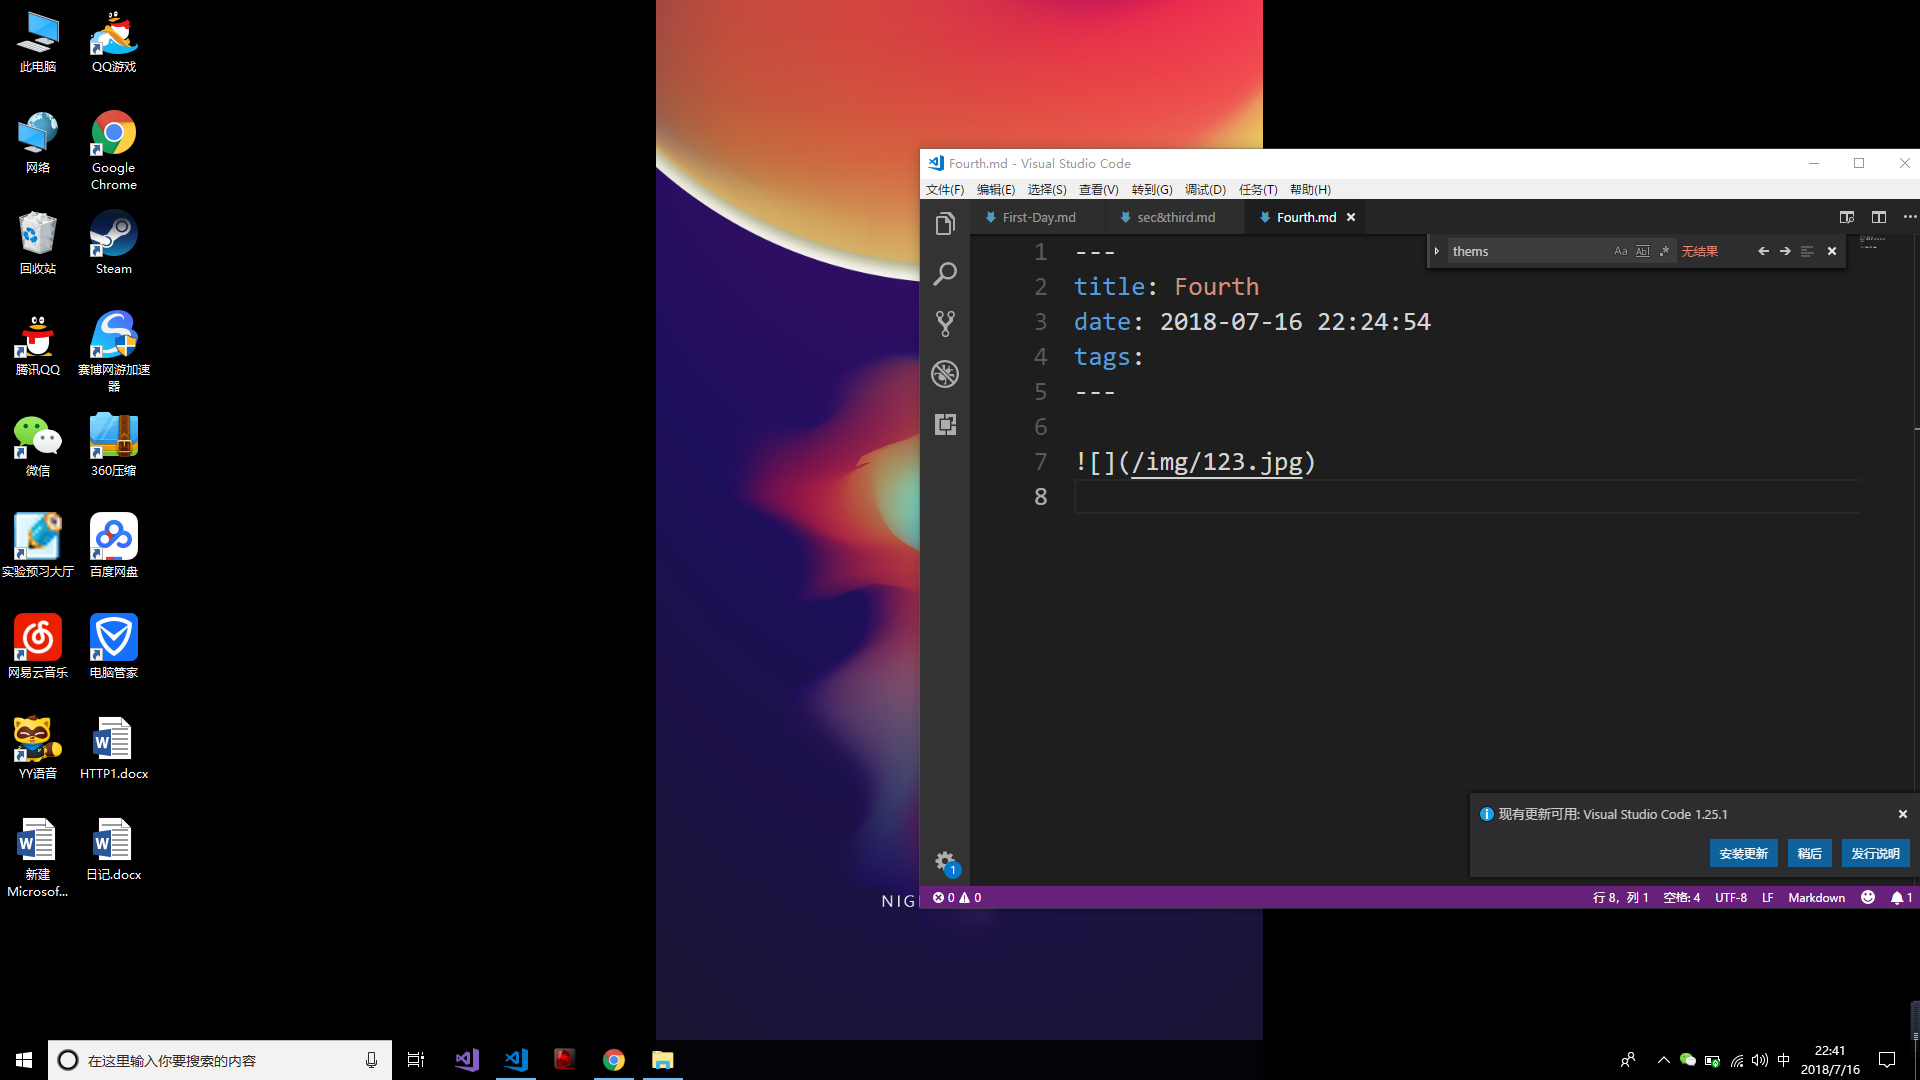 此电脑
QQ游戏
网络
Google
Chrome
回收站
Steam
腾讯QQ
赛博网游加速
器
微信
360压缩
实验预习大厅
百度网盘
网易云音乐
电脑管家
YY语音
HTTP1.docx
新建
Microsof...
日记.docx
NIG
Fourth.md - Visual Studio Code
文件(F) 编辑(E) 选择(S) 查看(V) 转到(G) 调试(D) 任务(T) 帮助(H)
First-Day.md sec&third.md Fourth.md
thems Aa Abl .* 无结果
1 ---
2 title: Fourth
3 date: 2018-07-16 22:24:54
4 tags:
5 ---
6
7 ![](/img/123.jpg)
8
现有更新可用: Visual Studio Code 1.25.1
安装更新 稍后 发行说明
1
0 0 行 8，列 1 空格: 4 UTF-8 LF Markdown 1
在这里输入你要搜索的内容
中
22:41
2018/7/16